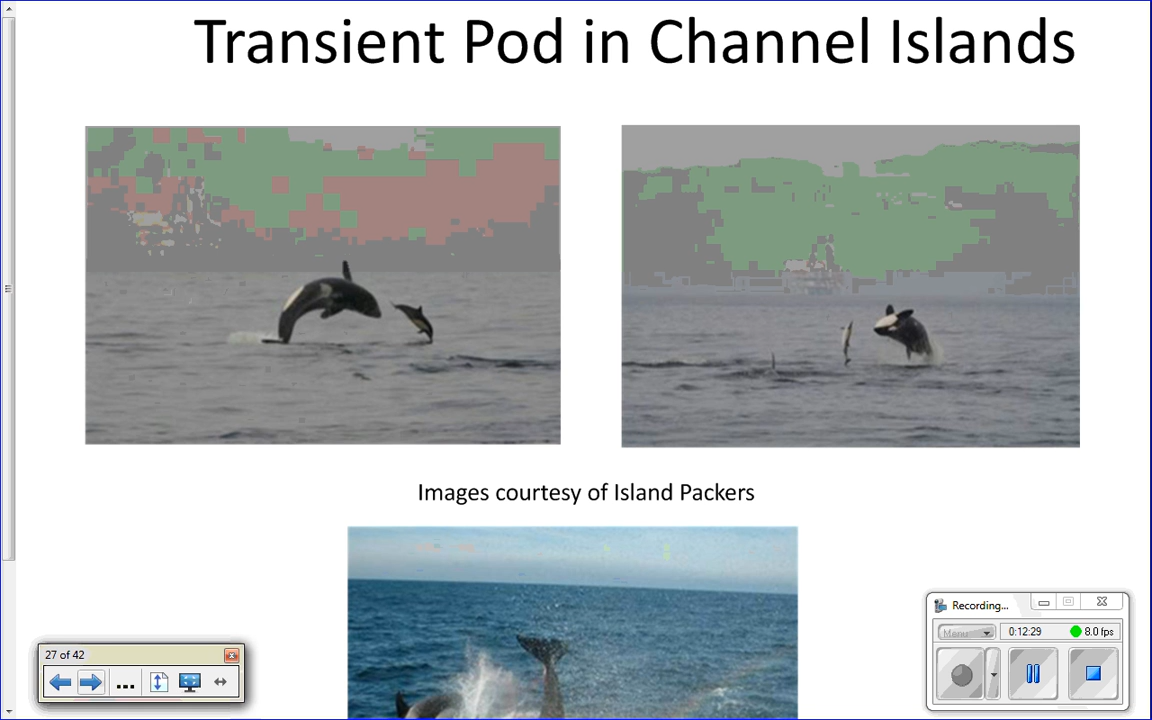 Transient Pod in Channel Islands
Images courtesy of Island Packers
Recording...
Menu
0:12:29
8.0 fps
27 of 42
...